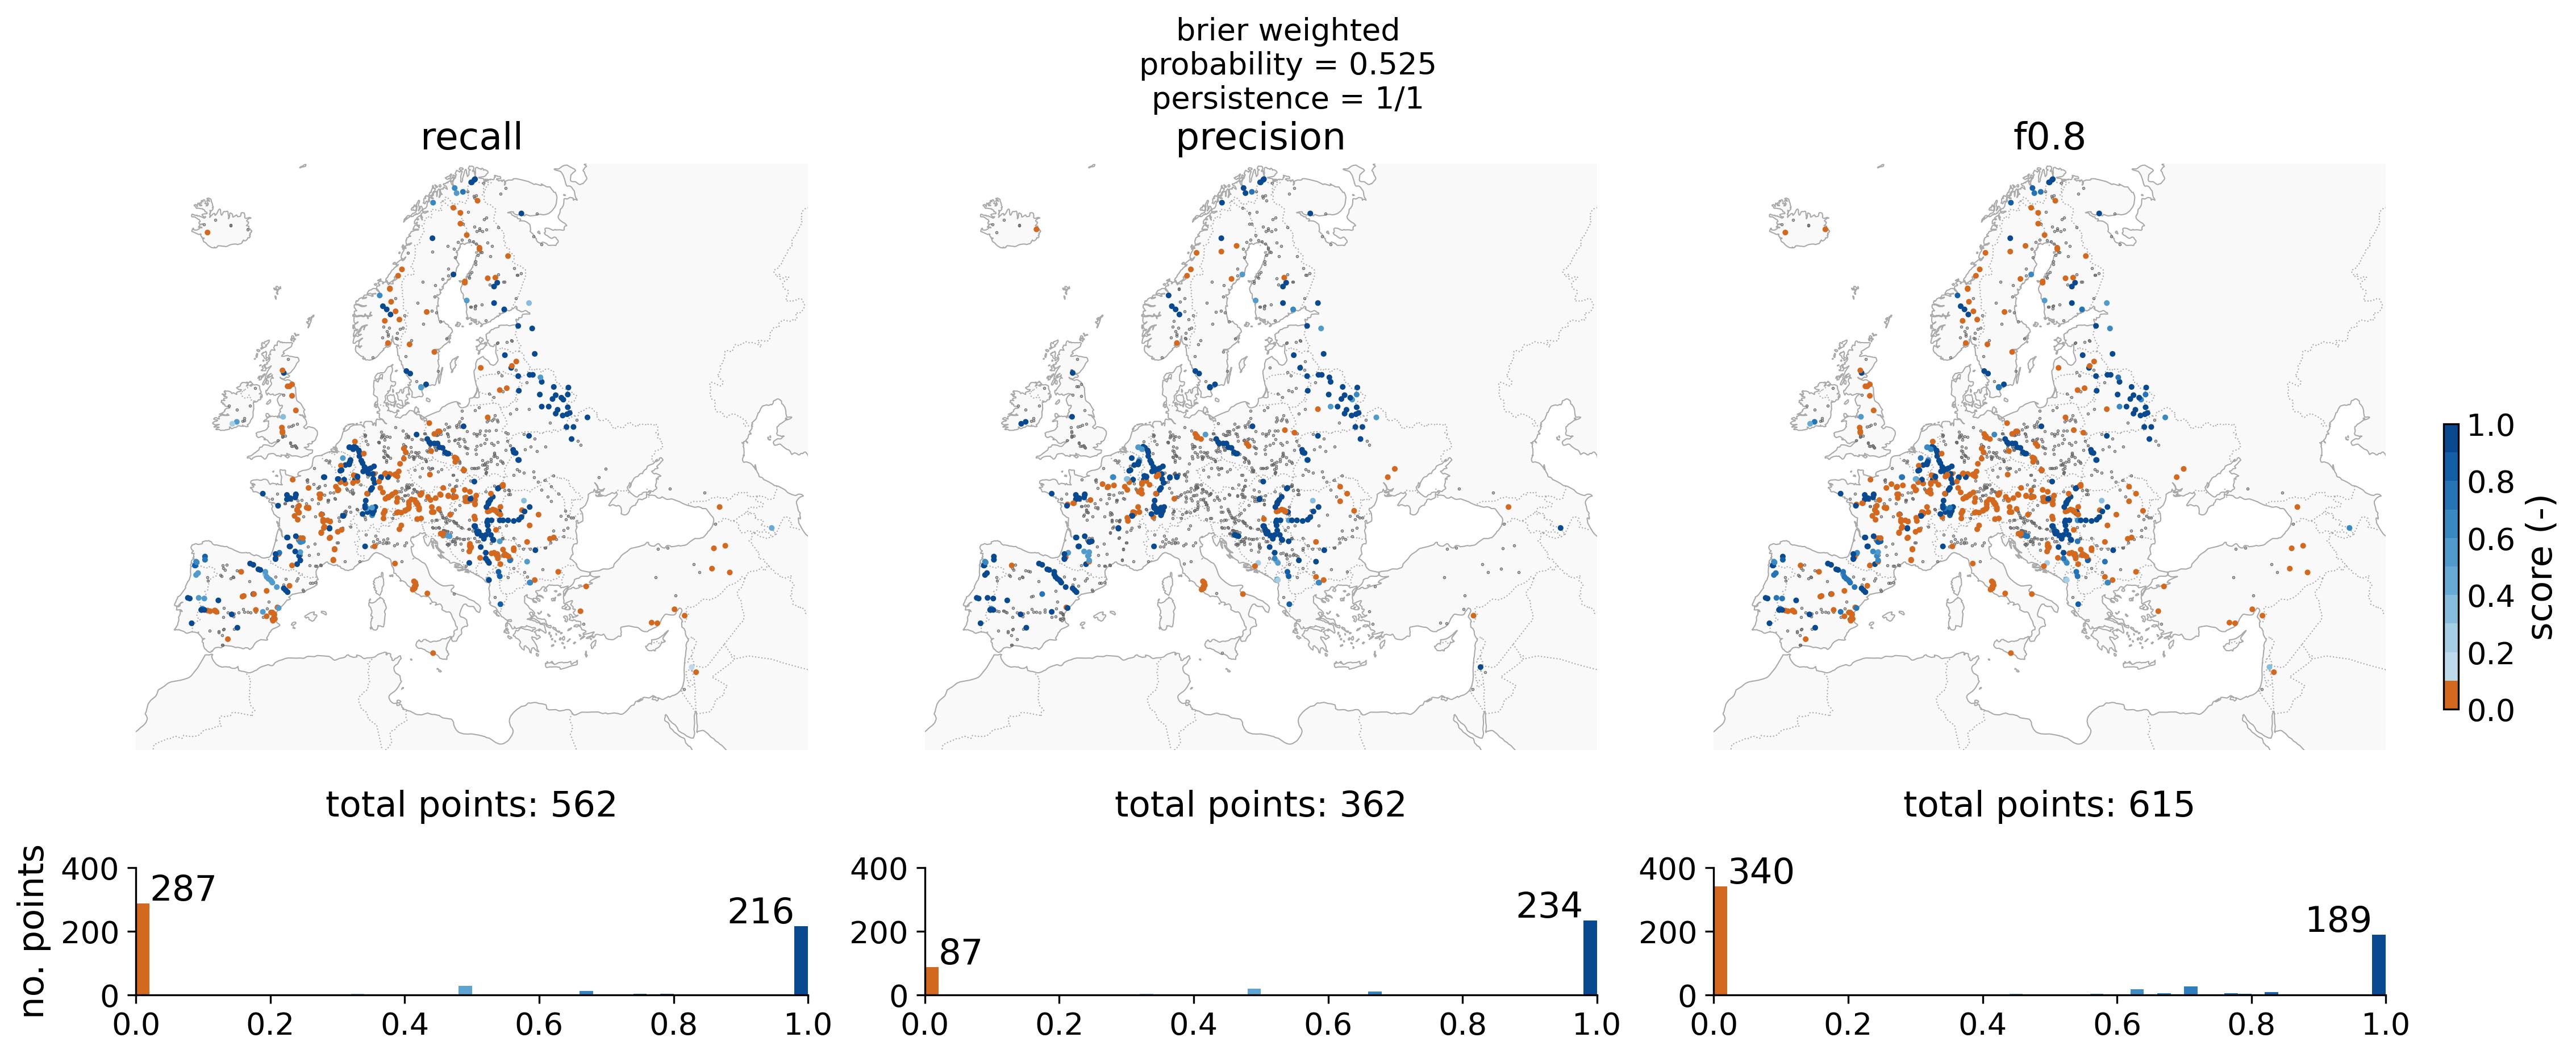 brier weighted
probability = 0.525
persistence = 1/1
recall
precision
f0.8
1.0
0.8
0.6
0.4
0.2
0.0
score (-)
total points: 562
total points: 362
total points: 615
no. points
400
200
0
287
216
0.0 0.2 0.4 0.6 0.8 1.0
400
200
0
87
234
0.0 0.2 0.4 0.6 0.8 1.0
400
200
0
340
189
0.0 0.2 0.4 0.6 0.8 1.0